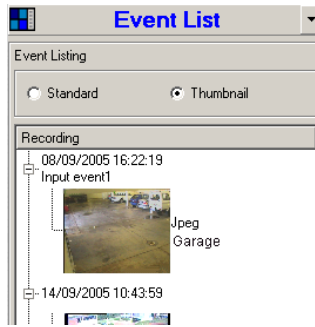 Event List
Event Listing
Standard Thumbnail
Recording
08/09/2005 16:22:19
Input event1
Jpeg
Garage
14/09/2005 10:43:59